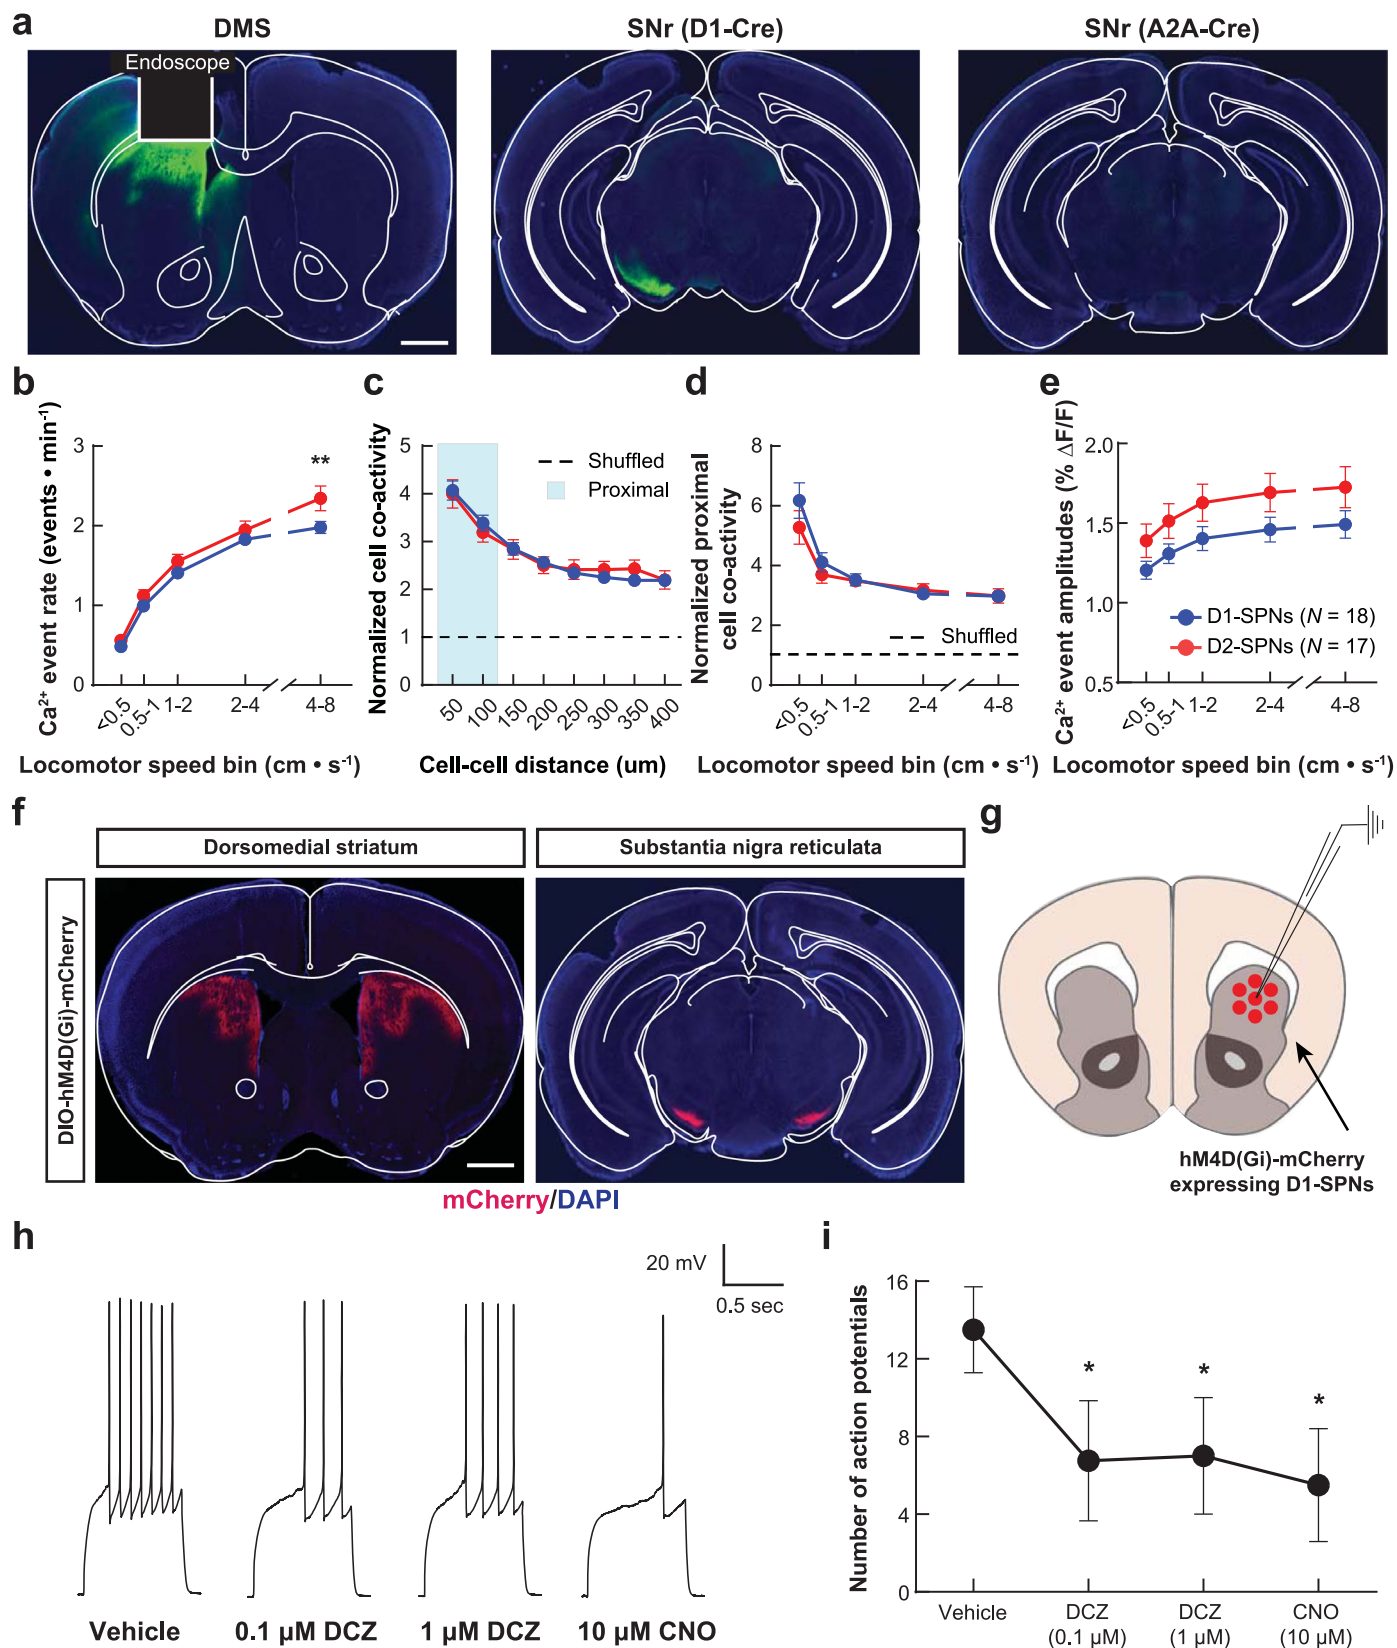 a
DMS
SNr (D1-Cre)
SNr (A2A-Cre)
Endoscope
b
Ca²⁺ event rate (events • min⁻¹)
3
2
1
0
**
<0.5
0.5-1
1-2
2-4
4-8
Locomotor speed bin (cm • s⁻¹)
c
Normalized cell co-activity
5
4
3
2
1
0
Shuffled
Proximal
50
100
150
200
250
300
350
400
Cell-cell distance (um)
d
Normalized proximal
cell co-activity
8
6
4
2
0
Shuffled
<0.5
0.5-1
1-2
2-4
4-8
Locomotor speed bin (cm • s⁻¹)
e
Ca²⁺ event amplitudes (% ΔF/F)
2.0
1.5
1.0
0.5
D1-SPNs (N = 18)
D2-SPNs (N = 17)
<0.5
0.5-1
1-2
2-4
4-8
Locomotor speed bin (cm • s⁻¹)
f
Dorsomedial striatum
Substantia nigra reticulata
DIO-hM4D(Gi)-mCherry
mCherry/DAPI
g
hM4D(Gi)-mCherry
expressing D1-SPNs
h
20 mV
0.5 sec
Vehicle
0.1 µM DCZ
1 µM DCZ
10 µM CNO
i
Number of action potentials
16
12
8
4
0
*
*
*
Vehicle
DCZ
(0.1 µM)
DCZ
(1 µM)
CNO
(10 µM)